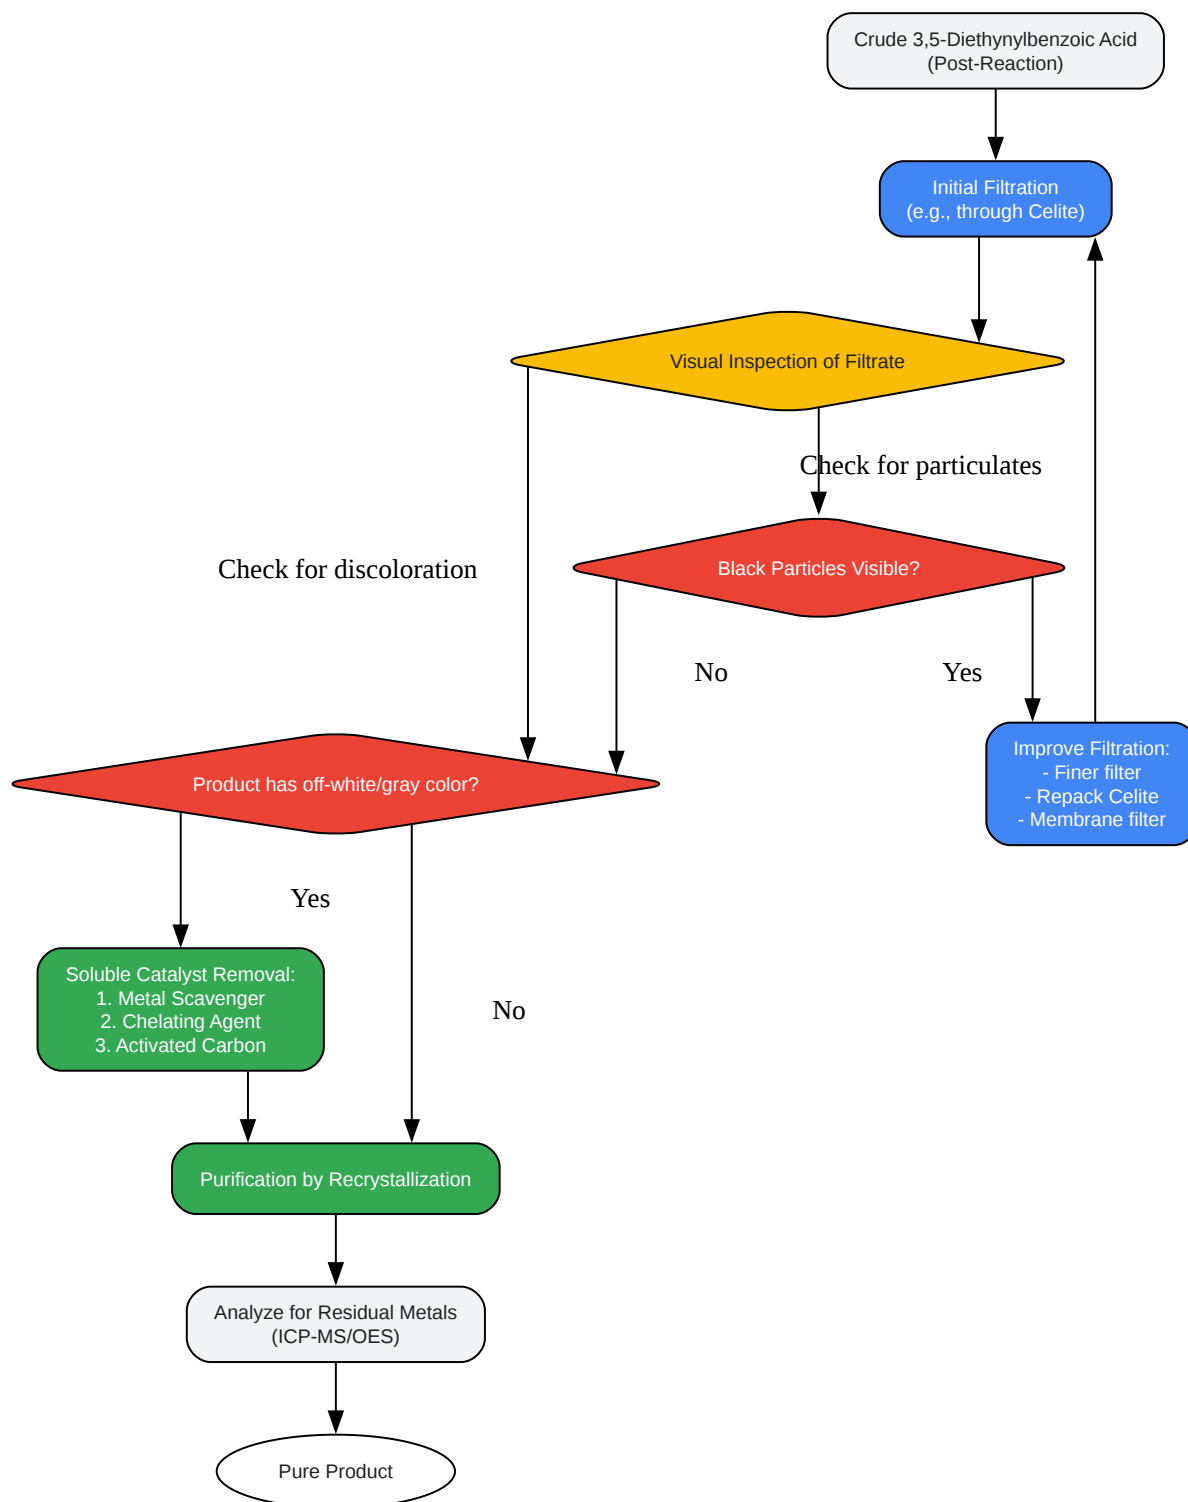 Crude 3,5-Diethynylbenzoic Acid
(Post-Reaction)
Initial Filtration
(e.g., through Celite)
Visual Inspection of Filtrate
Check for particulates
Check for discoloration
Black Particles Visible?
No
Yes
Improve Filtration:
- Finer filter
- Repack Celite
- Membrane filter
Product has off-white/gray color?
Yes
Soluble Catalyst Removal:
1. Metal Scavenger
2. Chelating Agent
3. Activated Carbon
No
Purification by Recrystallization
Analyze for Residual Metals
(ICP-MS/OES)
Pure Product